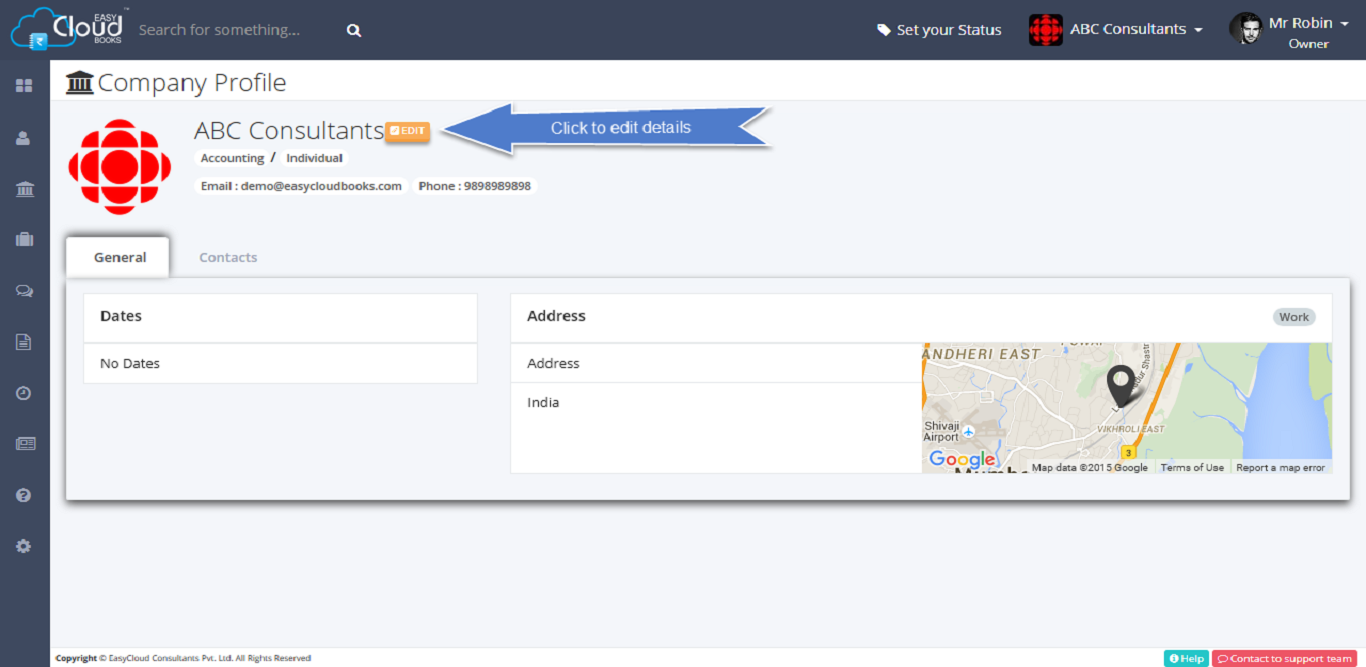 EASY
Cloud
BOOKS
™
Search for something...
Set your Status
ABC Consultants
Mr Robin
Owner
Company Profile
ABC Consultants
EDIT
Click to edit details
Accounting / Individual
Email : demo@easycloudbooks.com
Phone : 9898989898
General
Contacts
Dates
No Dates
Address
Work
Address
India
ANDHERI EAST
Shivaji
Airport
VIKHROLI EAST
3
Google
Map data ©2015 Google
Terms of Use
Report a map error
Copyright © EasyCloud Consultants Pvt. Ltd. All Rights Reserved
Help
Contact to support team